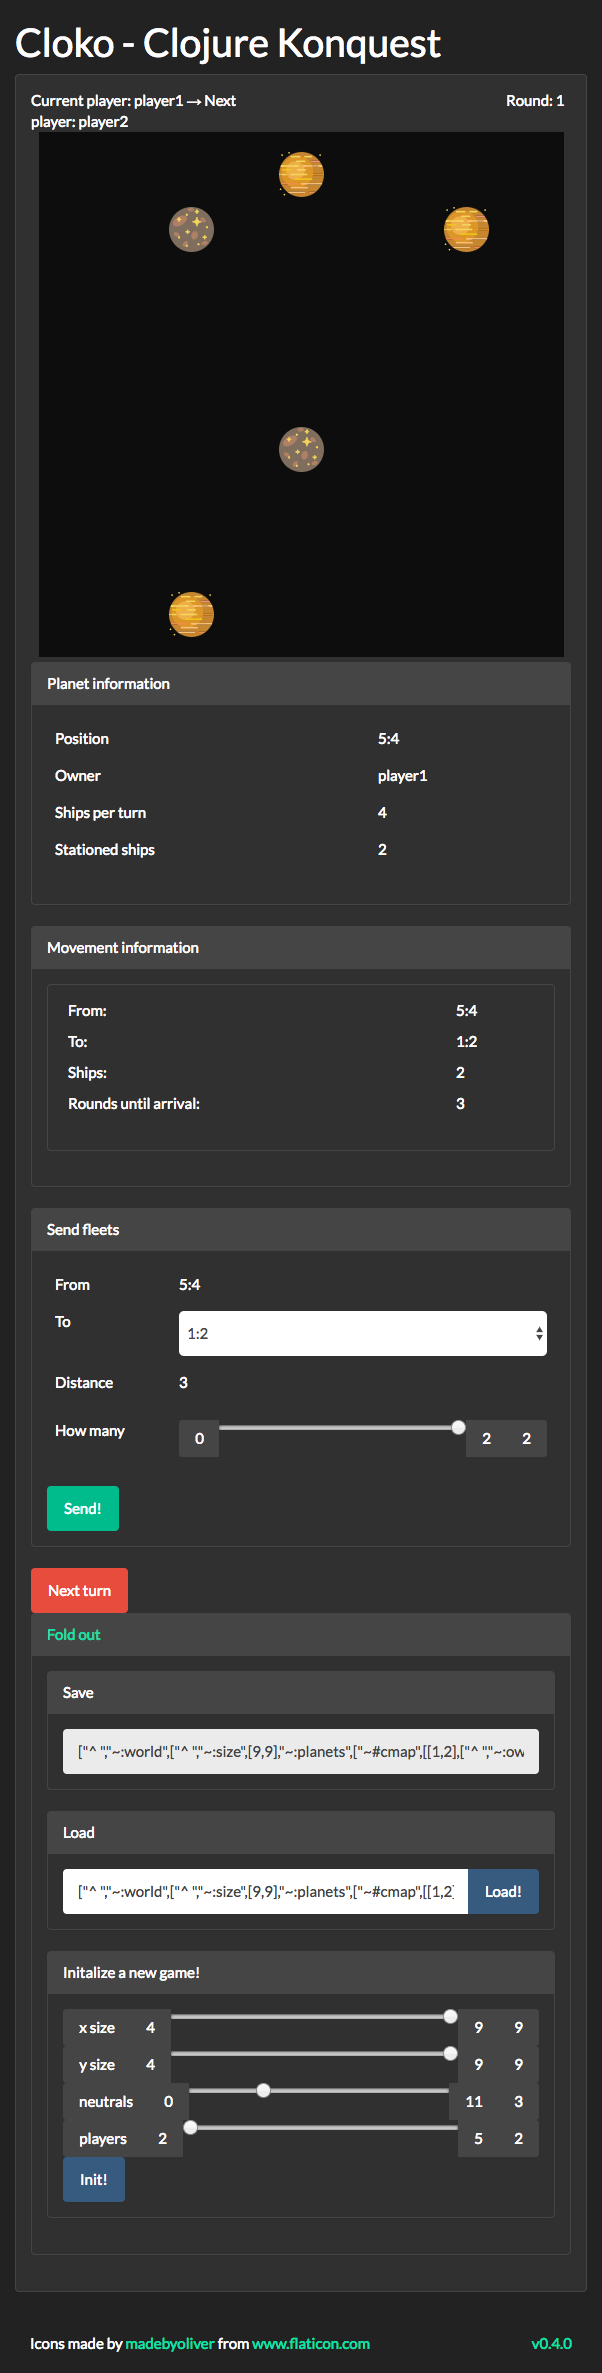 Cloko - Clojure Konquest
Current player: player1 → Next
player: player2
Round: 1
Planet information
Position 5:4
Owner player1
Ships per turn 4
Stationed ships 2
Movement information
From: 5:4
To: 1:2
Ships: 2
Rounds until arrival: 3
Send fleets
From 5:4
To 1:2
Distance 3
How many 0 2 2
Send!
Next turn
Fold out
Save
["^ ","~:world",["^ ","~:size",[9,9],"~:planets",["~#cmap",[[1,2],["^ ","~:ow
Load
["^ ","~:world",["^ ","~:size",[9,9],"~:planets",["~#cmap",[[1,2] Load!
Initalize a new game!
x size 4 9 9
y size 4 9 9
neutrals 0 11 3
players 2 5 2
Init!
Icons made by madebyoliver from www.flaticon.com v0.4.0